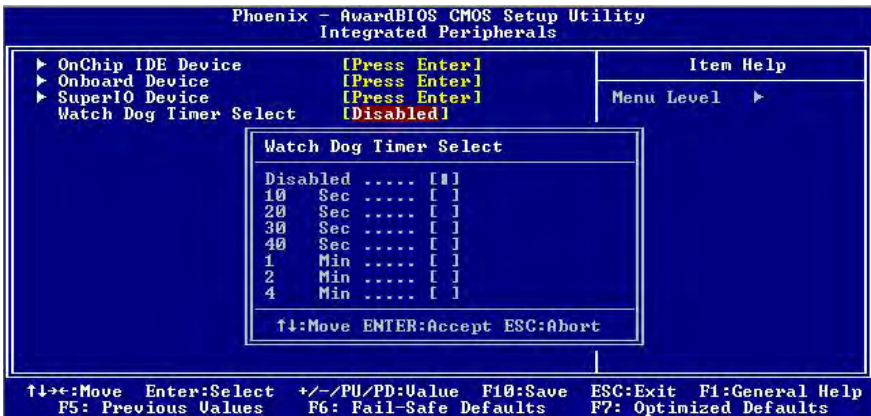 Phoenix - AwardBIOS CMOS Setup Utility
Integrated Peripherals
► OnChip IDE Device [Press Enter]
► Onboard Device [Press Enter]
► SuperIO Device [Press Enter]
Watch Dog Timer Select [Disabled]
Item Help
Menu Level ►
Watch Dog Timer Select
Disabled ..... [■]
10 Sec ..... [ ]
20 Sec ..... [ ]
30 Sec ..... [ ]
40 Sec ..... [ ]
1 Min ..... [ ]
2 Min ..... [ ]
4 Min ..... [ ]
↑↓:Move ENTER:Accept ESC:Abort
↑↓→←:Move Enter:Select +/-/PU/PD:Value F10:Save ESC:Exit F1:General Help
F5: Previous Values F6: Fail-Safe Defaults F7: Optimized Defaults